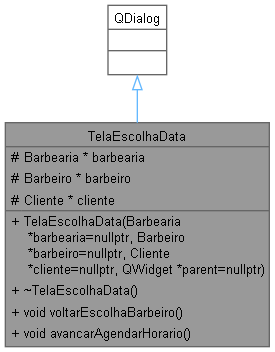 QDialog
TelaEscolhaData
# Barbearia * barbearia
# Barbeiro * barbeiro
# Cliente * cliente
+ TelaEscolhaData(Barbearia
*barbearia=nullptr, Barbeiro
*barbeiro=nullptr, Cliente
*cliente=nullptr, QWidget *parent=nullptr)
+ ~TelaEscolhaData()
+ void voltarEscolhaBarbeiro()
+ void avancarAgendarHorario()